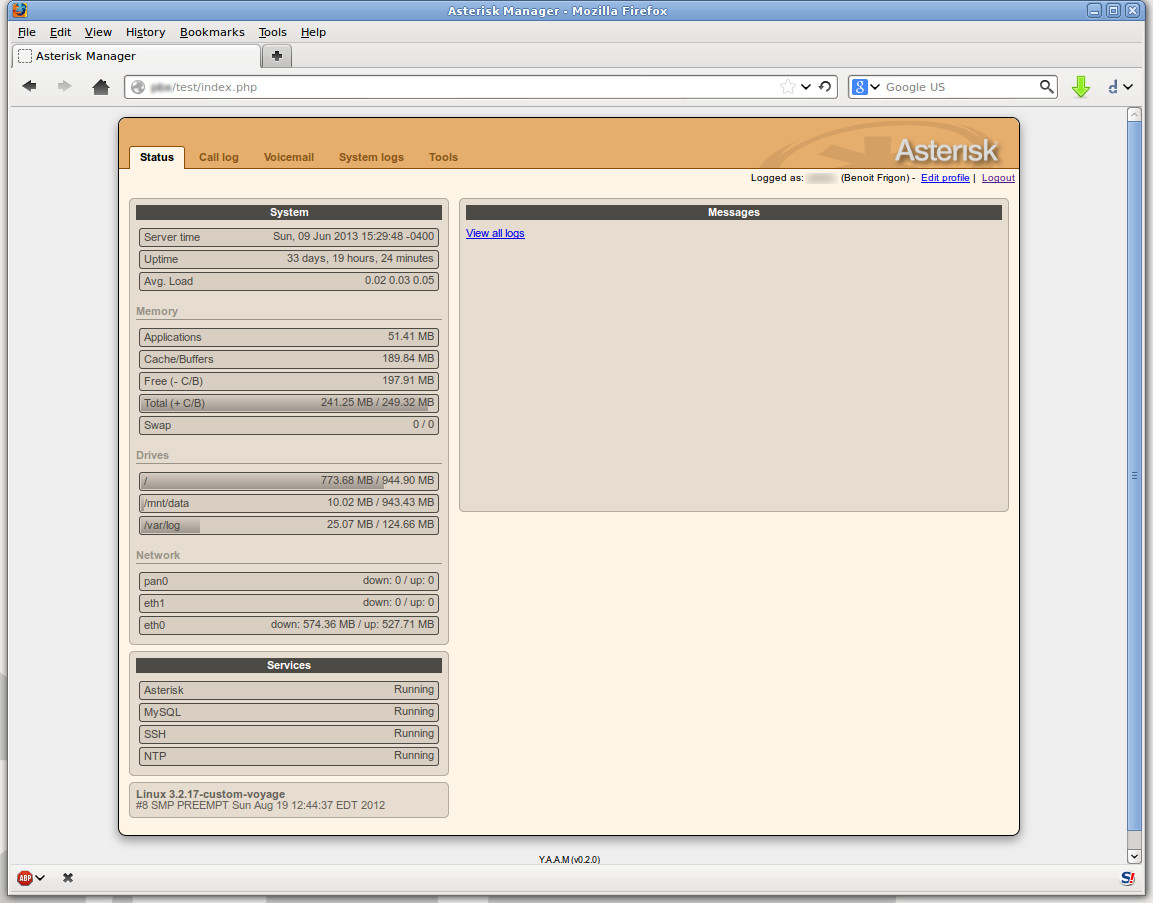 Asterisk Manager - Mozilla Firefox
File Edit View History Bookmarks Tools Help
Asterisk Manager
/test/index.php
Google US
Asterisk
Status Call log Voicemail System logs Tools
Logged as: (Benoit Frigon) - Edit profile | Logout
System
Server time Sun, 09 Jun 2013 15:29:48 -0400
Uptime 33 days, 19 hours, 24 minutes
Avg. Load 0.02 0.03 0.05
Memory
Applications 51.41 MB
Cache/Buffers 189.84 MB
Free (- C/B) 197.91 MB
Total (+ C/B) 241.25 MB / 249.32 MB
Swap 0 / 0
Drives
/ 773.68 MB / 944.90 MB
/mnt/data 10.02 MB / 943.43 MB
/var/log 25.07 MB / 124.66 MB
Network
pan0 down: 0 / up: 0
eth1 down: 0 / up: 0
eth0 down: 574.36 MB / up: 527.71 MB
Services
Asterisk Running
MySQL Running
SSH Running
NTP Running
Linux 3.2.17-custom-voyage
#8 SMP PREEMPT Sun Aug 19 12:44:37 EDT 2012
Messages
View all logs
Y.A.A.M (v0.2.0)
ABP
S!